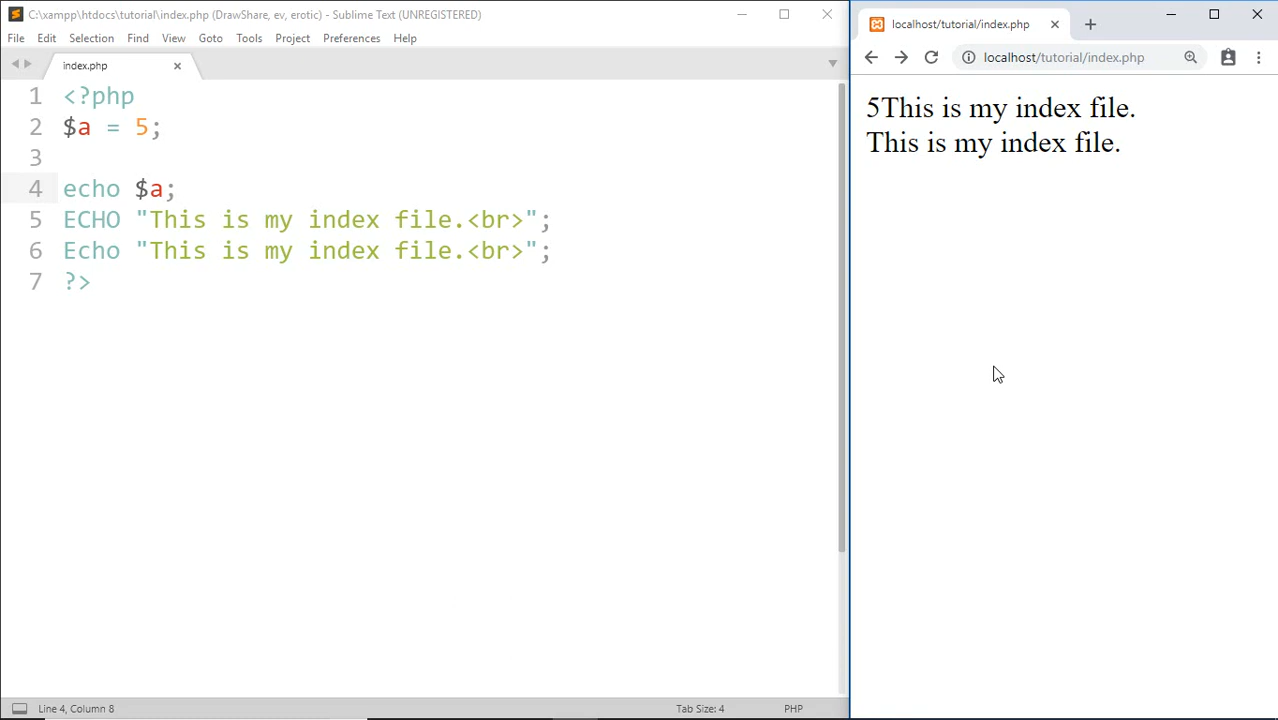 C:\xampp\htdocs\tutorial\index.php (DrawShare, ev, erotic) - Sublime Text (UNREGISTERED)
File Edit Selection Find View Goto Tools Project Preferences Help
index.php
1 <?php
2 $a = 5;
3
4 echo $a;
5 ECHO "This is my index file.<br>";
6 Echo "This is my index file.<br>";
7 ?>
Line 4, Column 8 Tab Size: 4 PHP
localhost/tutorial/index.php
localhost/tutorial/index.php
5This is my index file.
This is my index file.